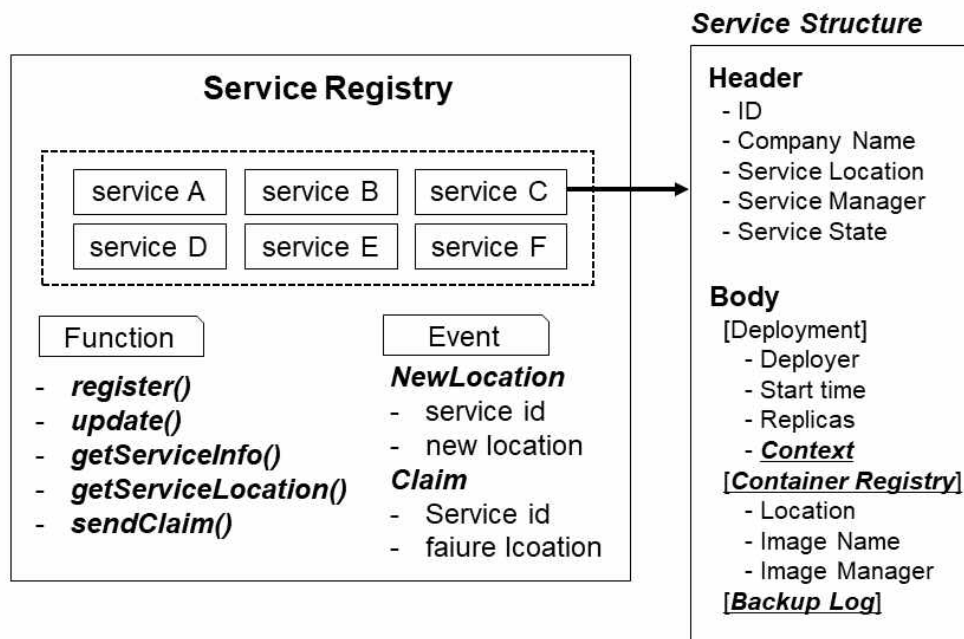 Service Structure
Service Registry
service A
service B
service C
service D
service E
service F
Function
- register()
- update()
- getServiceInfo()
- getServiceLocation()
- sendClaim()
Event
NewLocation
- service id
- new location
Claim
- Service id
- faiure lcoation
Header
- ID
- Company Name
- Service Location
- Service Manager
- Service State
Body
[Deployment]
- Deployer
- Start time
- Replicas
- Context
[Container Registry]
- Location
- Image Name
- Image Manager
[Backup Log]